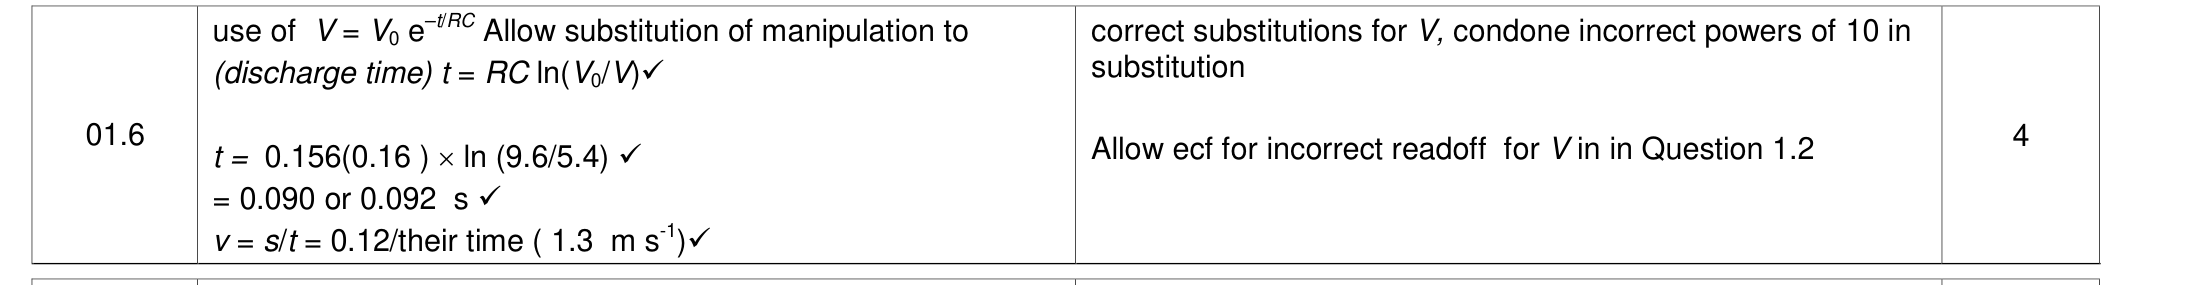 01.6
use of V = V₀ e^–t/RC Allow substitution of manipulation to
(discharge time) t = RC ln(V₀/V)✓
t = 0.156(0.16 ) × ln (9.6/5.4) ✓
= 0.090 or 0.092 s ✓
v = s/t = 0.12/their time ( 1.3 m s⁻¹)✓
correct substitutions for V, condone incorrect powers of 10 in
substitution
Allow ecf for incorrect readoff for V in in Question 1.2
4